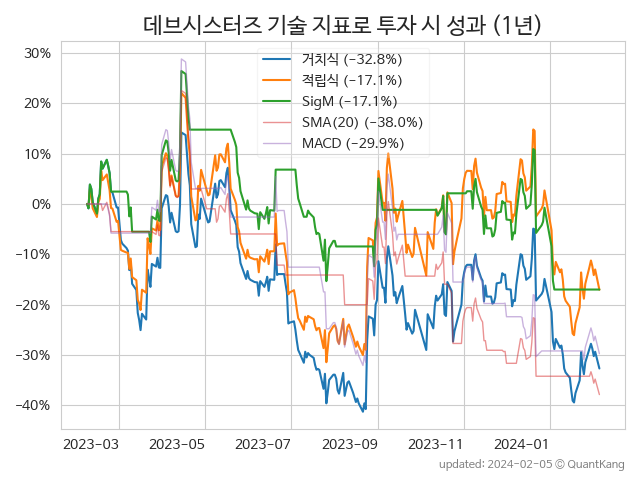 데브시스터즈 기술 지표로 투자 시 성과 (1년)
거치식 (−32.8%)
적립식 (−17.1%)
SigM (−17.1%)
SMA(20) (−38.0%)
MACD (−29.9%)
30%
20%
10%
0%
−10%
−20%
−30%
−40%
2023−03 2023−05 2023−07 2023−09 2023−11 2024−01
updated: 2024-02-05 © QuantKang